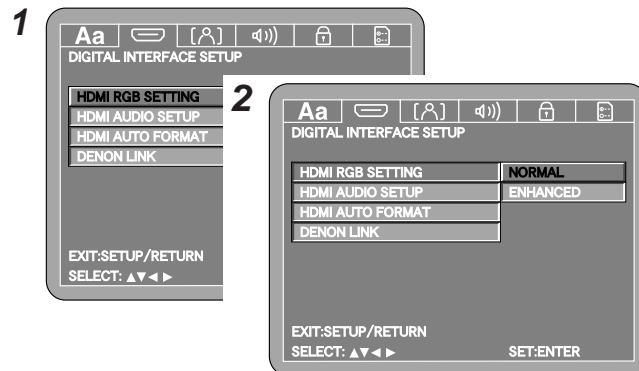 1
Aa
DIGITAL INTERFACE SETUP
HDMI RGB SETTING
HDMI AUDIO SETUP
HDMI AUTO FORMAT
DENON LINK
EXIT:SETUP/RETURN
SELECT: ▲▼◄ ►
2
Aa
DIGITAL INTERFACE SETUP
HDMI RGB SETTING NORMAL
HDMI AUDIO SETUP ENHANCED
HDMI AUTO FORMAT
DENON LINK
EXIT:SETUP/RETURN
SELECT: ▲▼◄ ► SET:ENTER